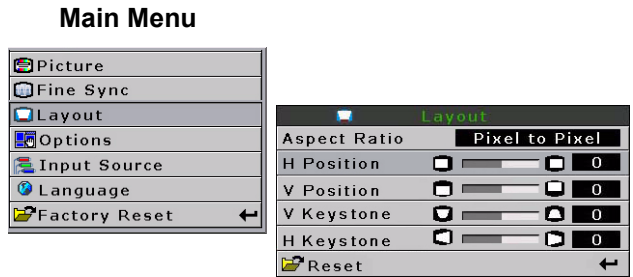 Main Menu
Picture
Fine Sync
Layout
Options
Input Source
Language
Factory Reset
Layout
Aspect Ratio Pixel to Pixel
H Position 0
V Position 0
V Keystone 0
H Keystone 0
Reset